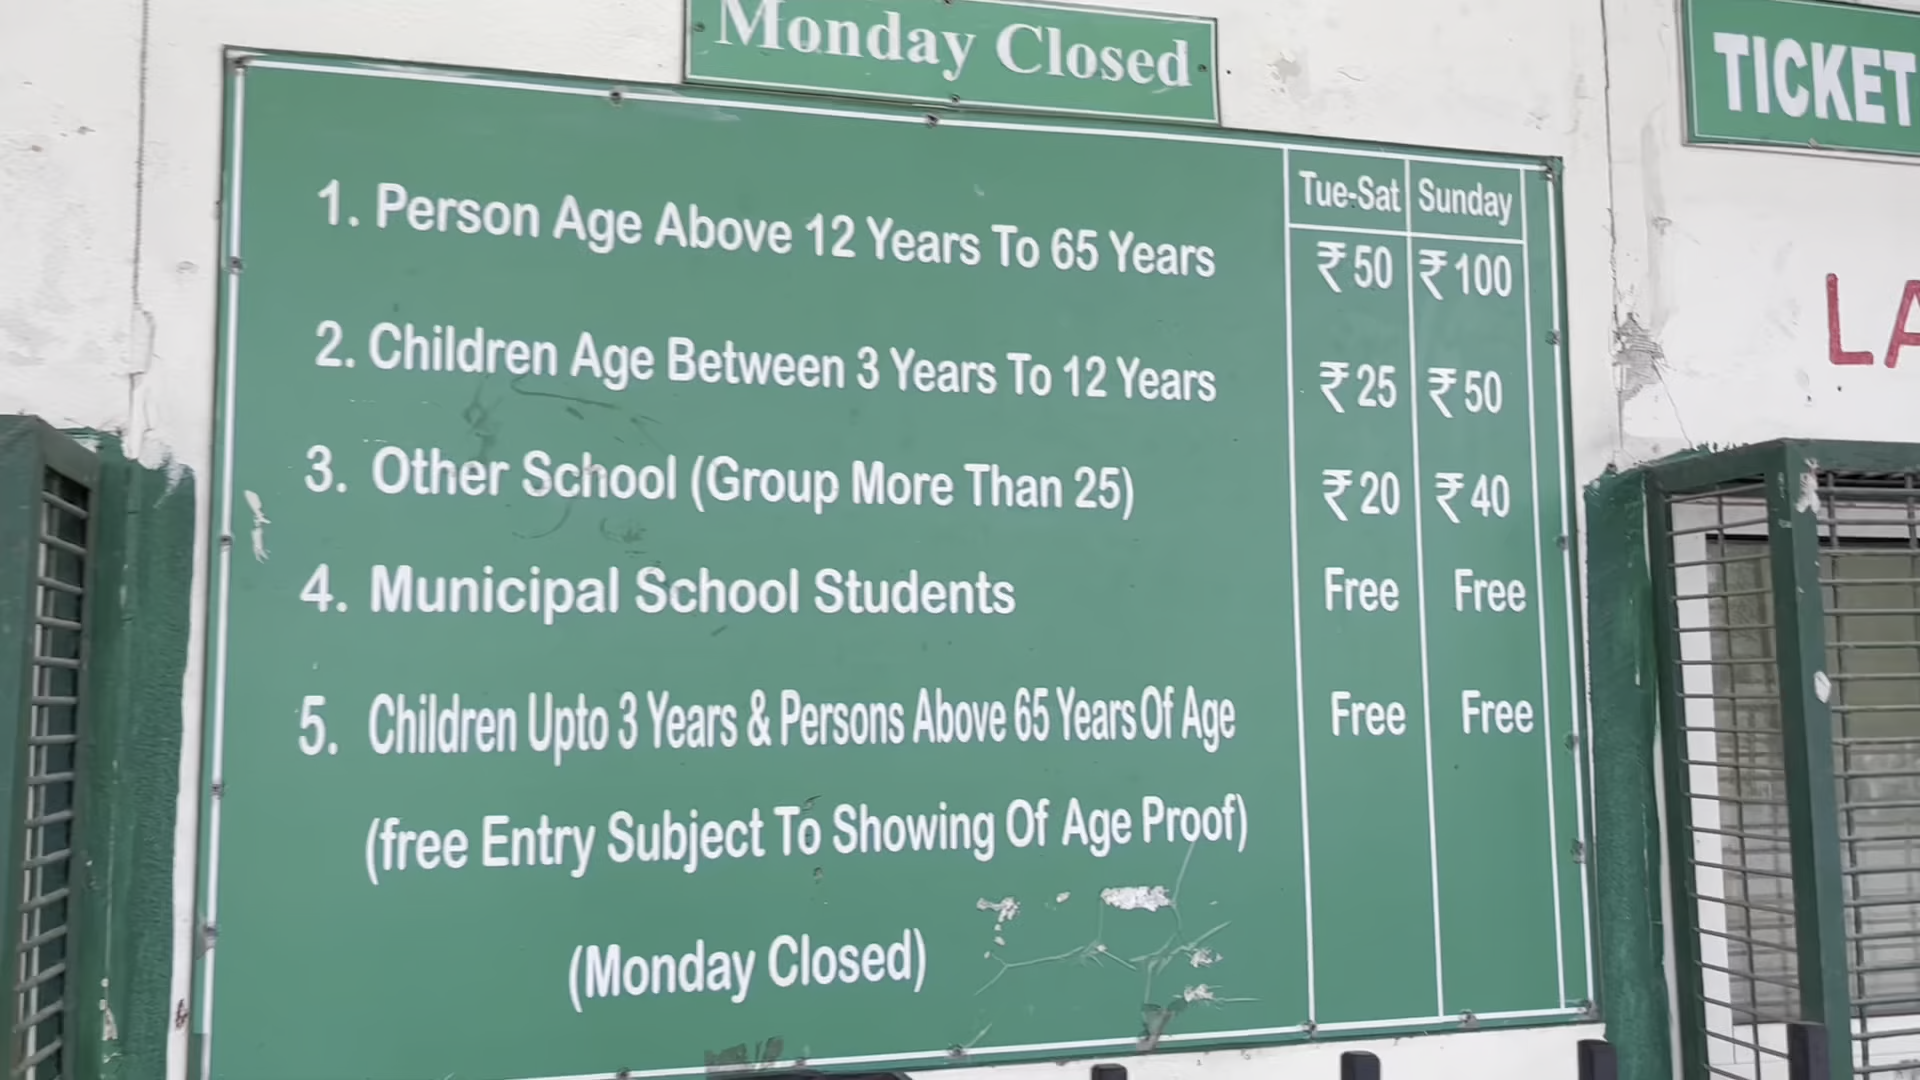 Monday Closed
TICKET
Tue-Sat Sunday
1. Person Age Above 12 Years To 65 Years ₹50 ₹100
2. Children Age Between 3 Years To 12 Years ₹25 ₹50
3. Other School (Group More Than 25) ₹20 ₹40
4. Municipal School Students Free Free
5. Children Upto 3 Years & Persons Above 65 Years Of Age Free Free
(free Entry Subject To Showing Of Age Proof)
(Monday Closed)